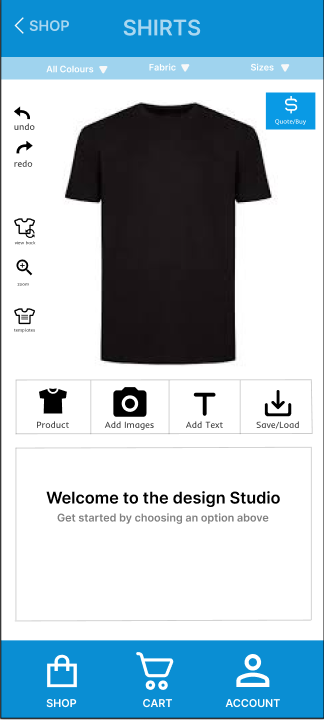 SHOP
SHIRTS
All Colours
Fabric
Sizes
undo
redo
$
Quote/Buy
view back
zoom
templates
Product
Add Images
T
Add Text
Save/Load
Welcome to the design Studio
Get started by choosing an option above
SHOP
CART
ACCOUNT